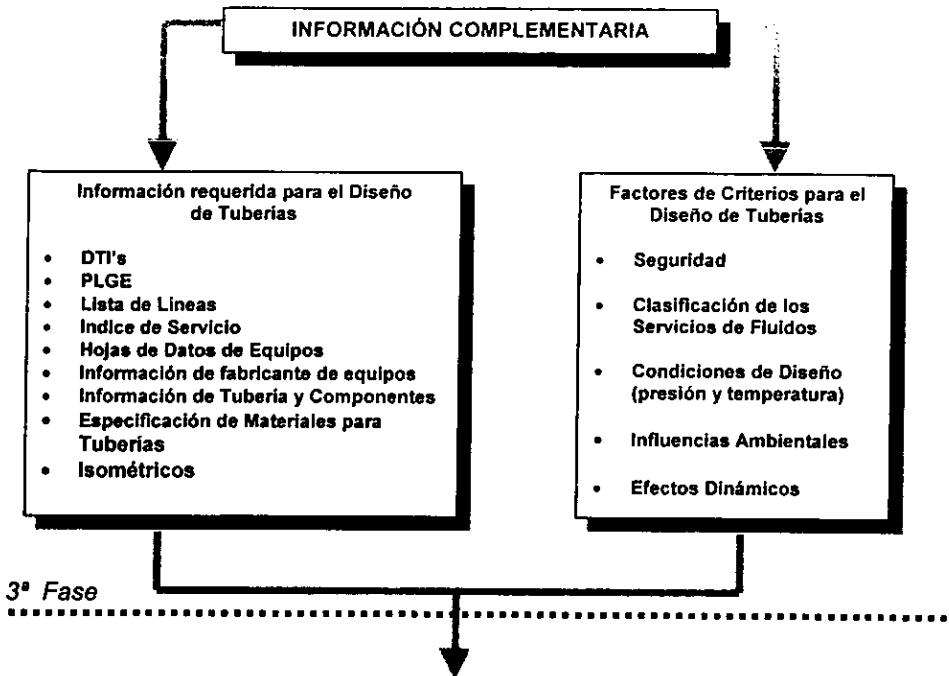 INFORMACIÓN COMPLEMENTARIA
Información requerida para el Diseño
de Tuberías
• DTI's
• PLGE
• Lista de Lineas
• Indice de Servicio
• Hojas de Datos de Equipos
• Información de fabricante de equipos
• Información de Tubería y Componentes
• Especificación de Materiales para
Tuberías
• Isométricos
Factores de Criterios para el
Diseño de Tuberías
• Seguridad
• Clasificación de los
Servicios de Fluidos
• Condiciones de Diseño
(presión y temperatura)
• Influencias Ambientales
• Efectos Dinámicos
3ª Fase